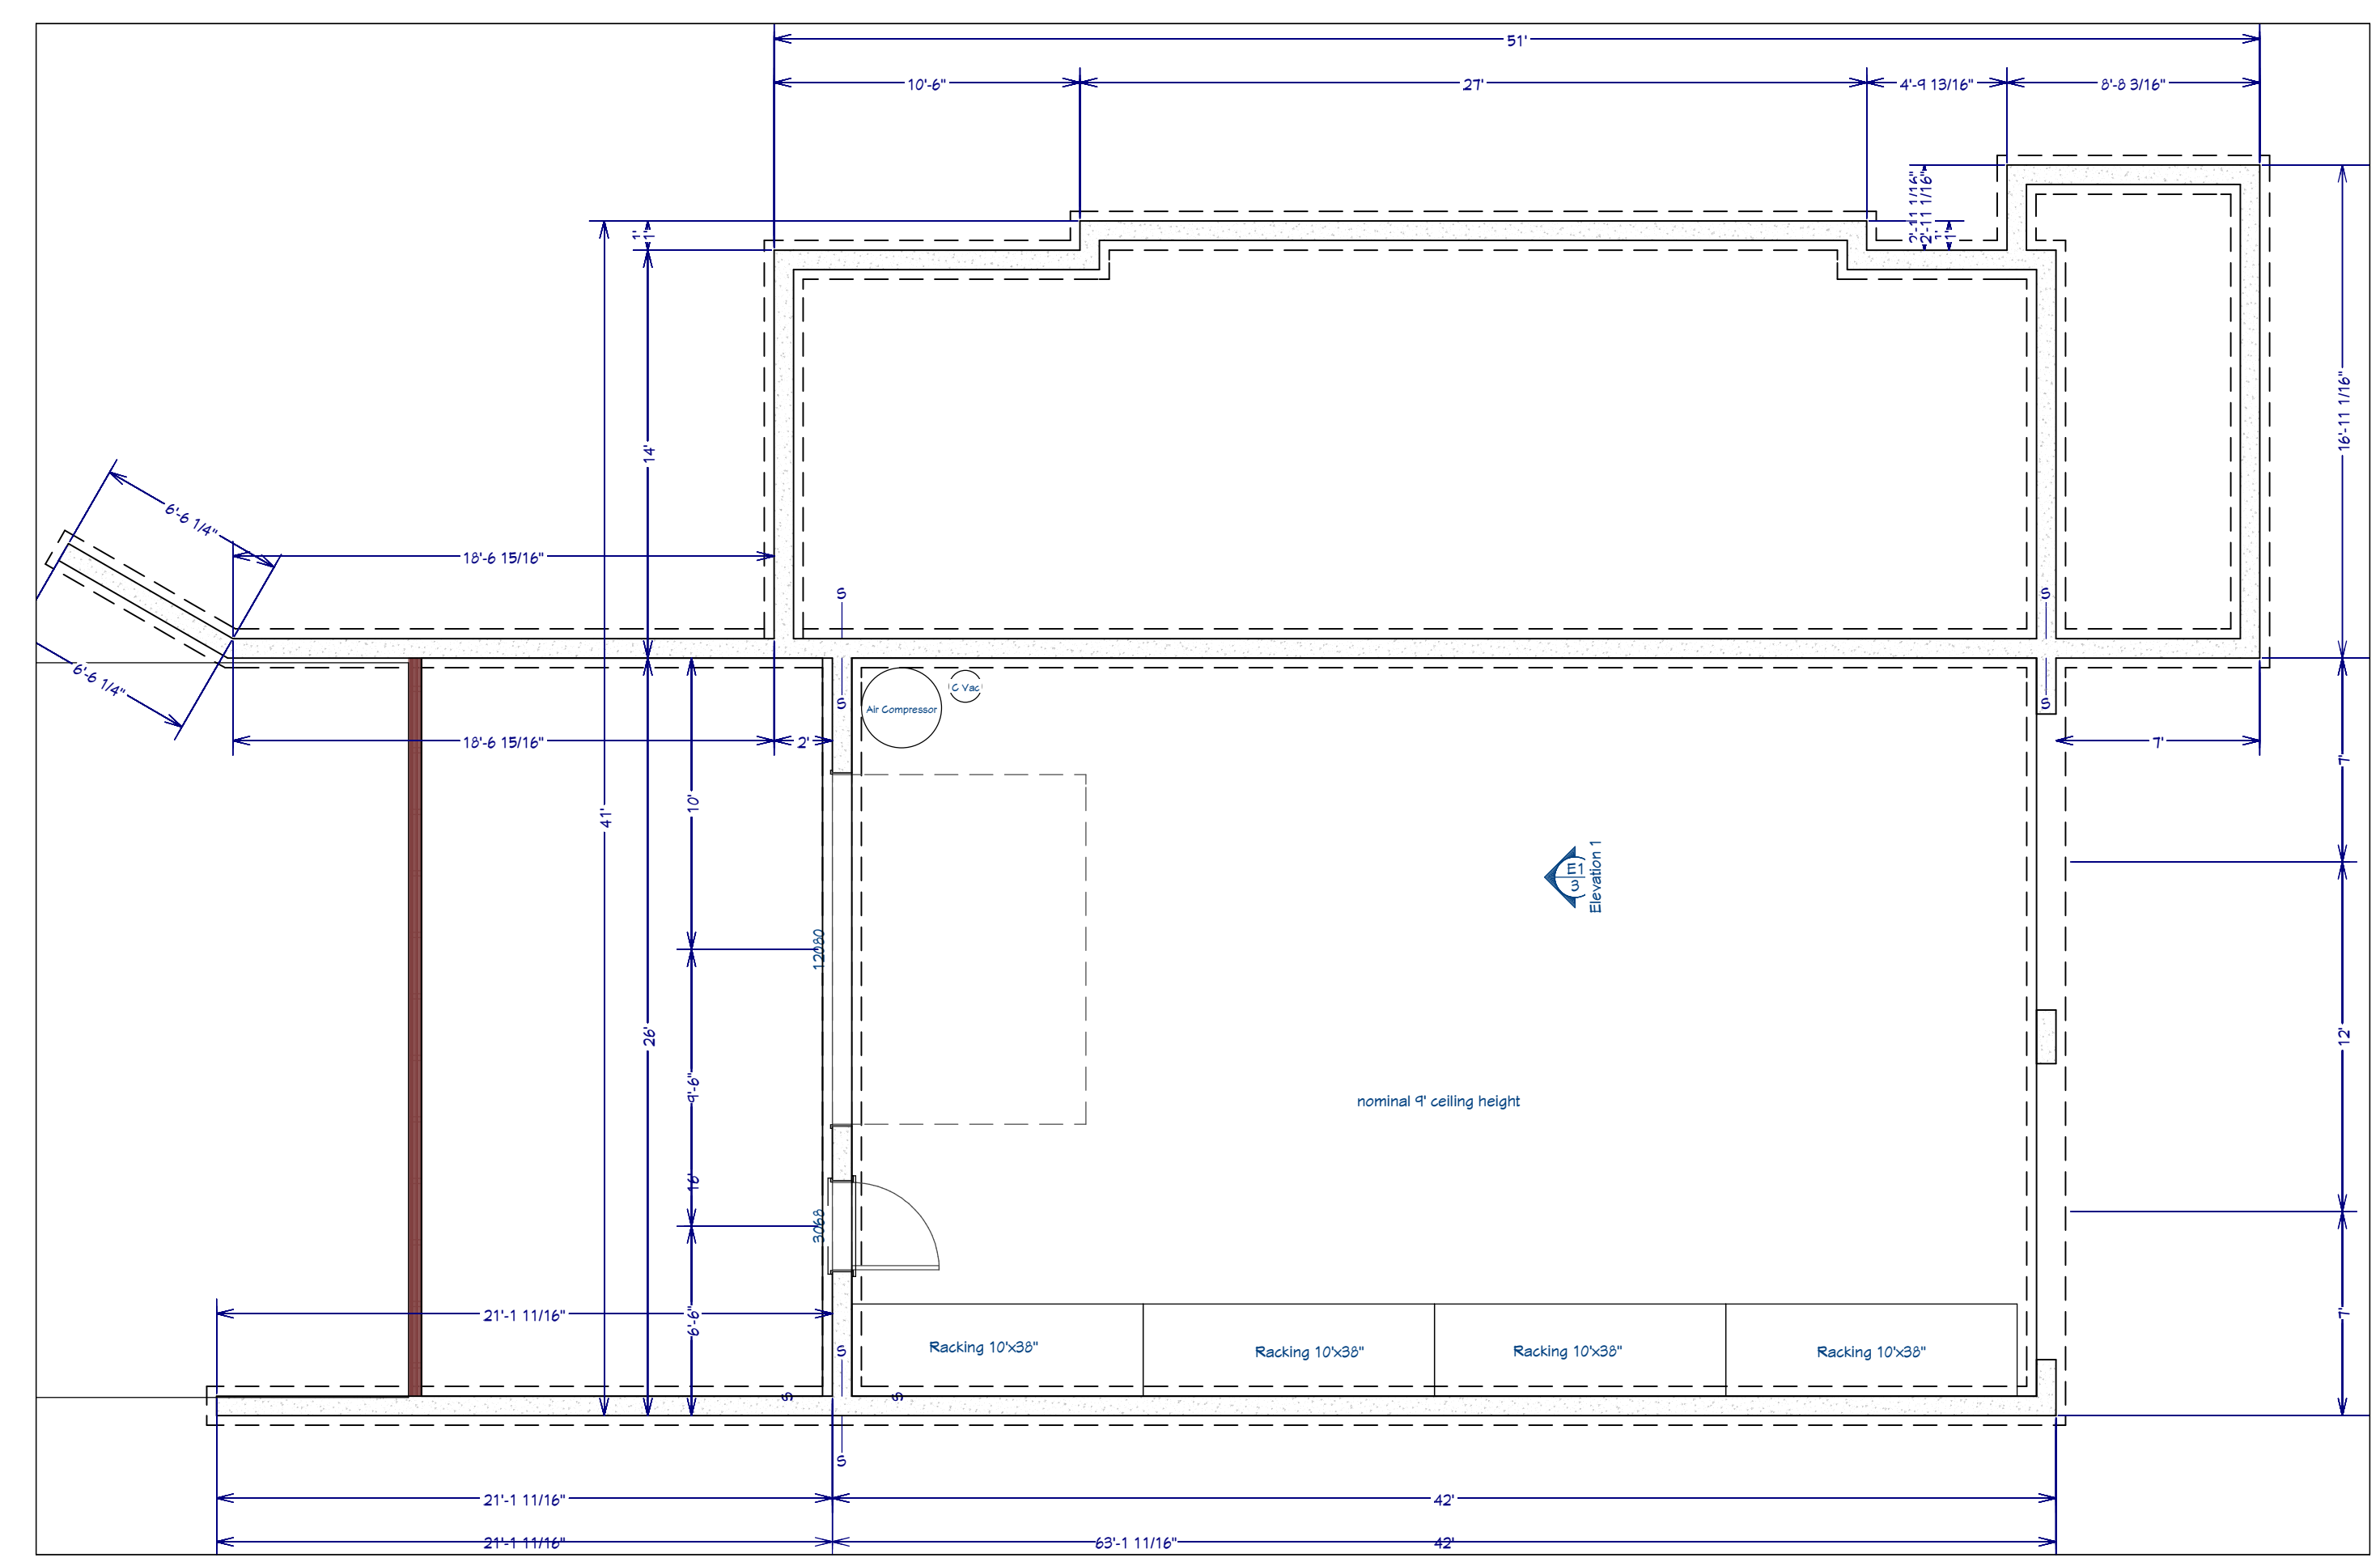 51'
10'-6"
27'
4'-9 13/16"
8'-8 3/16"
2'-11 1/16"
2'-11 1/16"
1'
1'
1'
1'
14'
16'-11 1/16"
6'-6 1/4"
18'-6 15/16"
S
S
6'-6 1/4"
Air Compressor
C Vac
S
S
18'-6 15/16"
2'
7'
7'
10'
41'
E1
3
Elevation 1
12080
26'
12'
9'-6"
nominal 9' ceiling height
16'
3068
21'-1 11/16"
6'-6"
7'
Racking 10'x38"
Racking 10'x38"
Racking 10'x38"
Racking 10'x38"
S
S
S
S
21'-1 11/16"
42'
21'-1 11/16"
63'-1 11/16"
42'